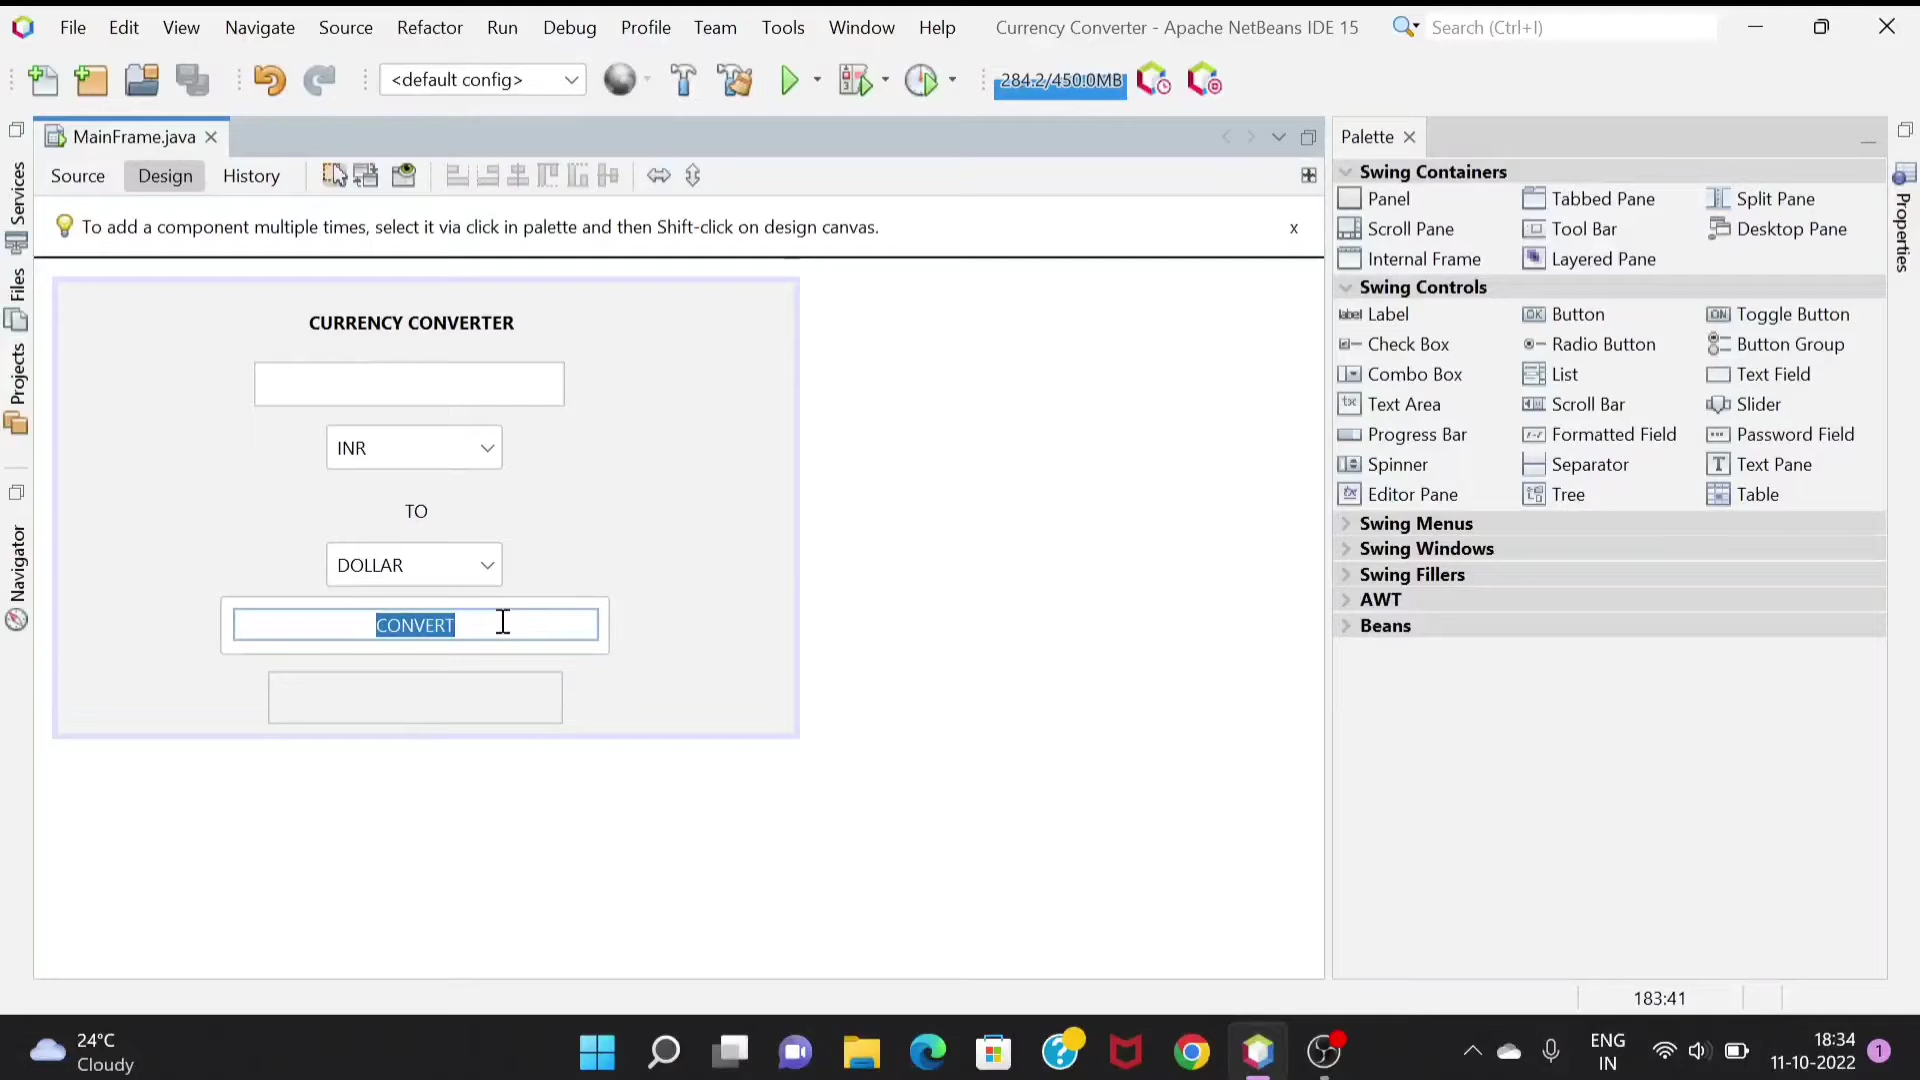 File Edit View Navigate Source Refactor Run Debug Profile Team Tools Window Help Currency Converter - Apache NetBeans IDE 15 Search (Ctrl+I)
<default config> 284.2/450.0MB
MainFrame.java
Source Design History
To add a component multiple times, select it via click in palette and then Shift-click on design canvas. x
CURRENCY CONVERTER
INR
TO
DOLLAR
CONVERT
Palette
Swing Containers
Panel Tabbed Pane Split Pane
Scroll Pane Tool Bar Desktop Pane
Internal Frame Layered Pane
Swing Controls
label Label OK Button ON Toggle Button
Check Box Radio Button Button Group
Combo Box List Text Field
Text Area Scroll Bar Slider
Progress Bar Formatted Field Password Field
Spinner Separator Text Pane
Editor Pane Tree Table
Swing Menus
Swing Windows
Swing Fillers
AWT
Beans
Services
Files
Projects
Navigator
Properties
183:41
24°C
Cloudy
ENG
IN
18:34
11-10-2022
1